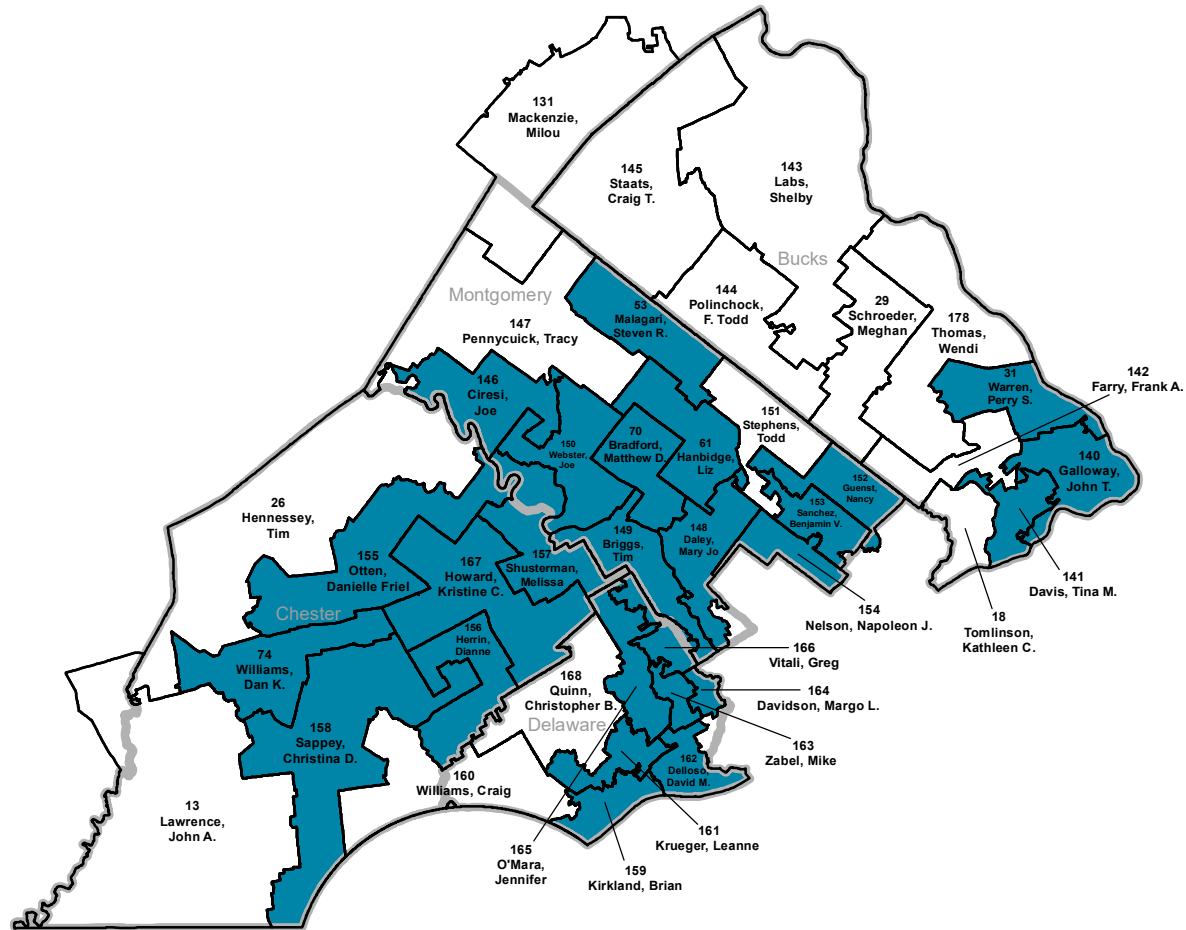 131
Mackenzie,
Milou
145
Staats,
Craig T.
143
Labs,
Shelby
Bucks
Montgomery
144
Polinchock,
F. Todd
29
Schroeder,
Meghan
178
Thomas,
Wendi
53
Malagari,
Steven R.
147
Pennycuick, Tracy
142
Farry, Frank A.
31
Warren,
Perry S.
146
Ciresi,
Joe
151
Stephens,
Todd
70
Bradford,
Matthew D.
61
Hanbidge,
Liz
150
Webster,
Joe
140
Galloway,
John T.
152
Guenst,
Nancy
153
Sanchez,
Benjamin V.
26
Hennessey,
Tim
148
Daley,
Mary Jo
149
Briggs,
Tim
155
Otten,
Danielle Friel
167
Howard,
Kristine C.
157
Shusterman,
Melissa
141
Davis, Tina M.
154
Nelson, Napoleon J.
18
Tomlinson,
Kathleen C.
Chester
156
Herrin,
Dianne
166
Vitali, Greg
74
Williams,
Dan K.
168
Quinn,
Christopher B.
Delaware
164
Davidson, Margo L.
158
Sappey,
Christina D.
163
Zabel, Mike
162
Delloso,
David M.
160
Williams, Craig
13
Lawrence,
John A.
161
Krueger, Leanne
165
O'Mara,
Jennifer
159
Kirkland, Brian